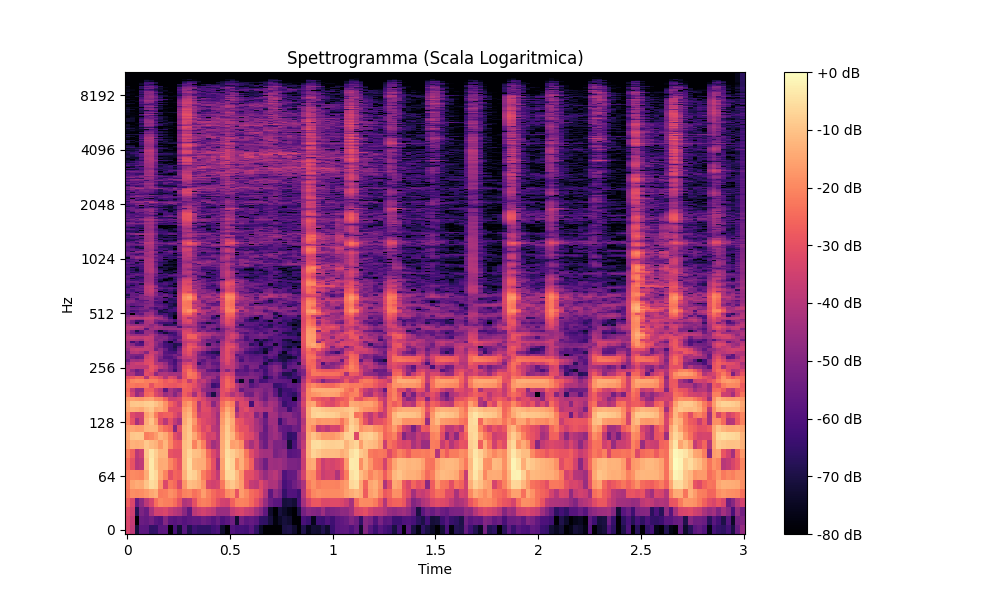 Spettrogramma (Scala Logaritmica)
Hz
8192
4096
2048
1024
512
256
128
64
0
0 0.5 1 1.5 2 2.5 3
Time
+0 dB
-10 dB
-20 dB
-30 dB
-40 dB
-50 dB
-60 dB
-70 dB
-80 dB